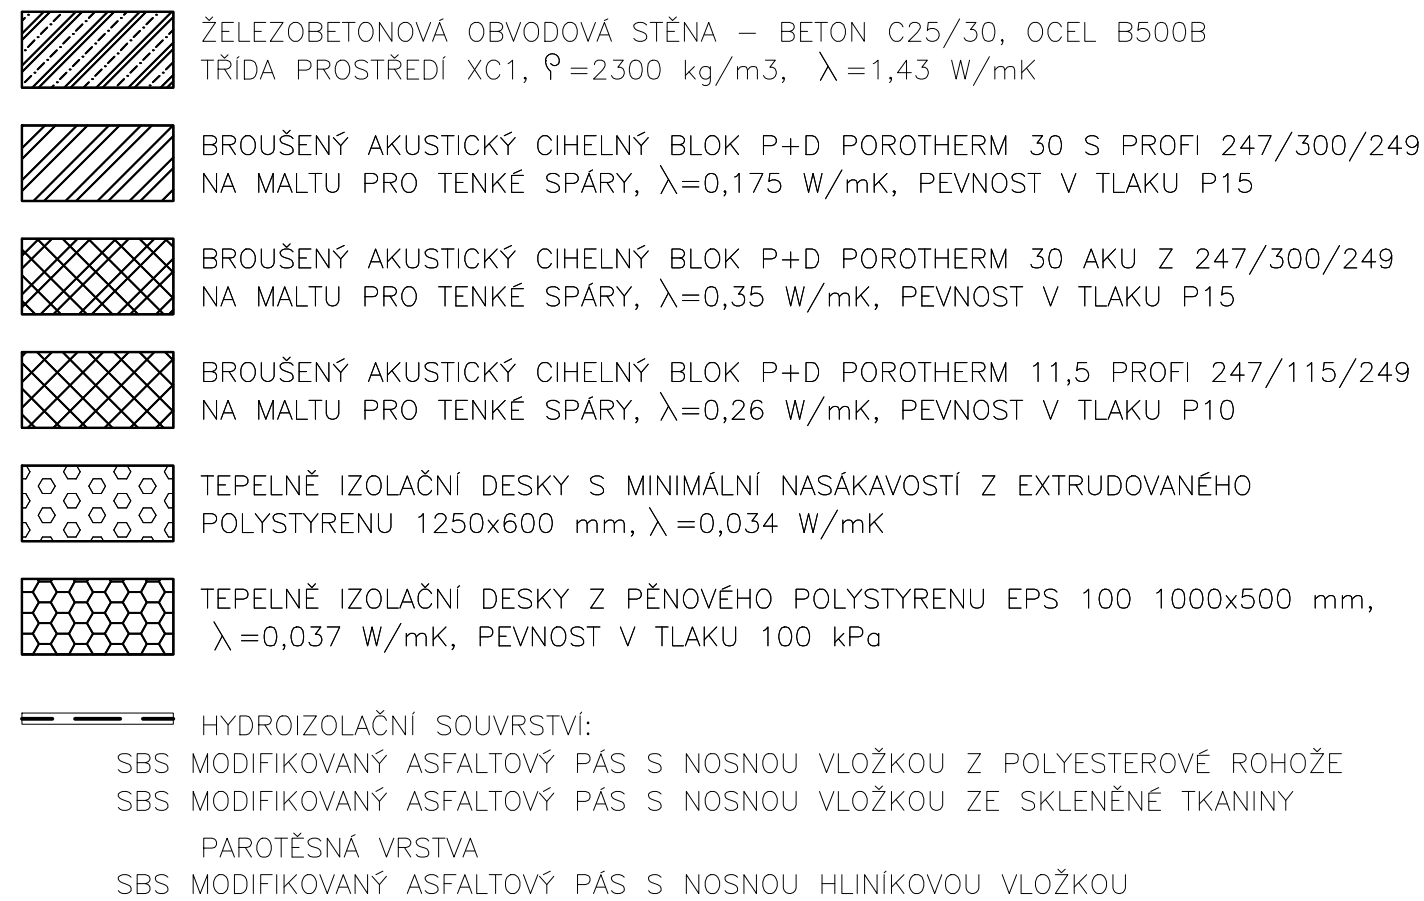 ŽELEZOBETONOVÁ OBVODOVÁ STĚNA – BETON C25/30, OCEL B500B
TŘÍDA PROSTŘEDÍ XC1, ρ=2300 kg/m3, λ=1,43 W/mK
BROUŠENÝ AKUSTICKÝ CIHELNÝ BLOK P+D POROTHERM 30 S PROFI 247/300/249
NA MALTU PRO TENKÉ SPÁRY, λ=0,175 W/mK, PEVNOST V TLAKU P15
BROUŠENÝ AKUSTICKÝ CIHELNÝ BLOK P+D POROTHERM 30 AKU Z 247/300/249
NA MALTU PRO TENKÉ SPÁRY, λ=0,35 W/mK, PEVNOST V TLAKU P15
BROUŠENÝ AKUSTICKÝ CIHELNÝ BLOK P+D POROTHERM 11,5 PROFI 247/115/249
NA MALTU PRO TENKÉ SPÁRY, λ=0,26 W/mK, PEVNOST V TLAKU P10
TEPELNĚ IZOLAČNÍ DESKY S MINIMÁLNÍ NASÁKAVOSTÍ Z EXTRUDOVANÉHO
POLYSTYRENU 1250x600 mm, λ=0,034 W/mK
TEPELNĚ IZOLAČNÍ DESKY Z PĚNOVÉHO POLYSTYRENU EPS 100 1000x500 mm,
λ=0,037 W/mK, PEVNOST V TLAKU 100 kPa
HYDROIZOLAČNÍ SOUVRSTVÍ:
SBS MODIFIKOVANÝ ASFALTOVÝ PÁS S NOSNOU VLOŽKOU Z POLYESTEROVÉ ROHOŽE
SBS MODIFIKOVANÝ ASFALTOVÝ PÁS S NOSNOU VLOŽKOU ZE SKLENĚNÉ TKANINY
PAROTĚSNÁ VRSTVA
SBS MODIFIKOVANÝ ASFALTOVÝ PÁS S NOSNOU HLINÍKOVOU VLOŽKOU